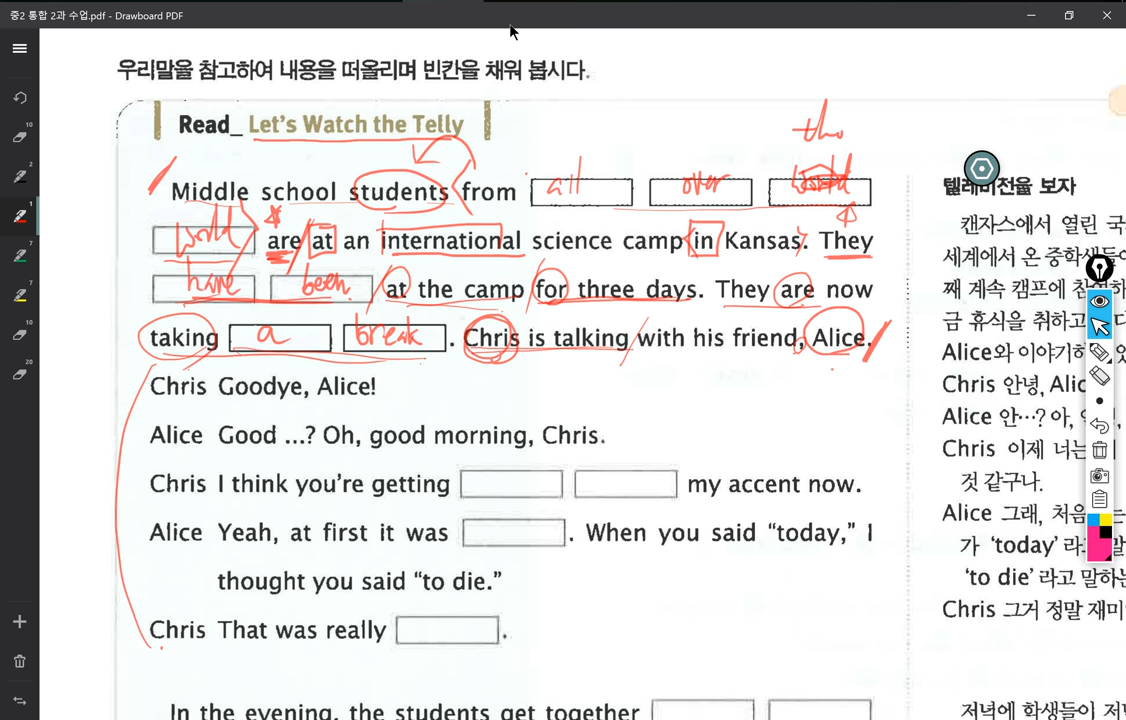 중2 통합 2과 수업.pdf - Drawboard PDF
우리말을 참고하여 내용을 떠올리며 빈칸을 채워 봅시다.
Read_ Let's Watch the Telly
the
Middle school students from all over
world are at an international science camp in Kansas. They
have been at the camp for three days. They are now
taking a break. Chris is talking with his friend, Alice.
Chris Goodye, Alice!
Alice Good ...? Oh, good morning, Chris.
Chris I think you're getting my accent now.
Alice Yeah, at first it was . When you said “today,” I
thought you said “to die.”
Chris That was really .
In the evening, the students get together
텔레비전을 보자
캔자스에서 열린 국
세계에서 온 중학생들이
째 계속 캠프에
금 휴식을 취하고
Alice와 이야기하
Chris 안녕, Alic
Alice 안…? 아,
Chris 이제 너는
것 같구나.
Alice 그래, 처음
가 ‘today’라고 말
‘to die’라고 말하는
Chris 그거 정말 재미
저녁에 학생들이 저
10
2
1
7
7
10
20